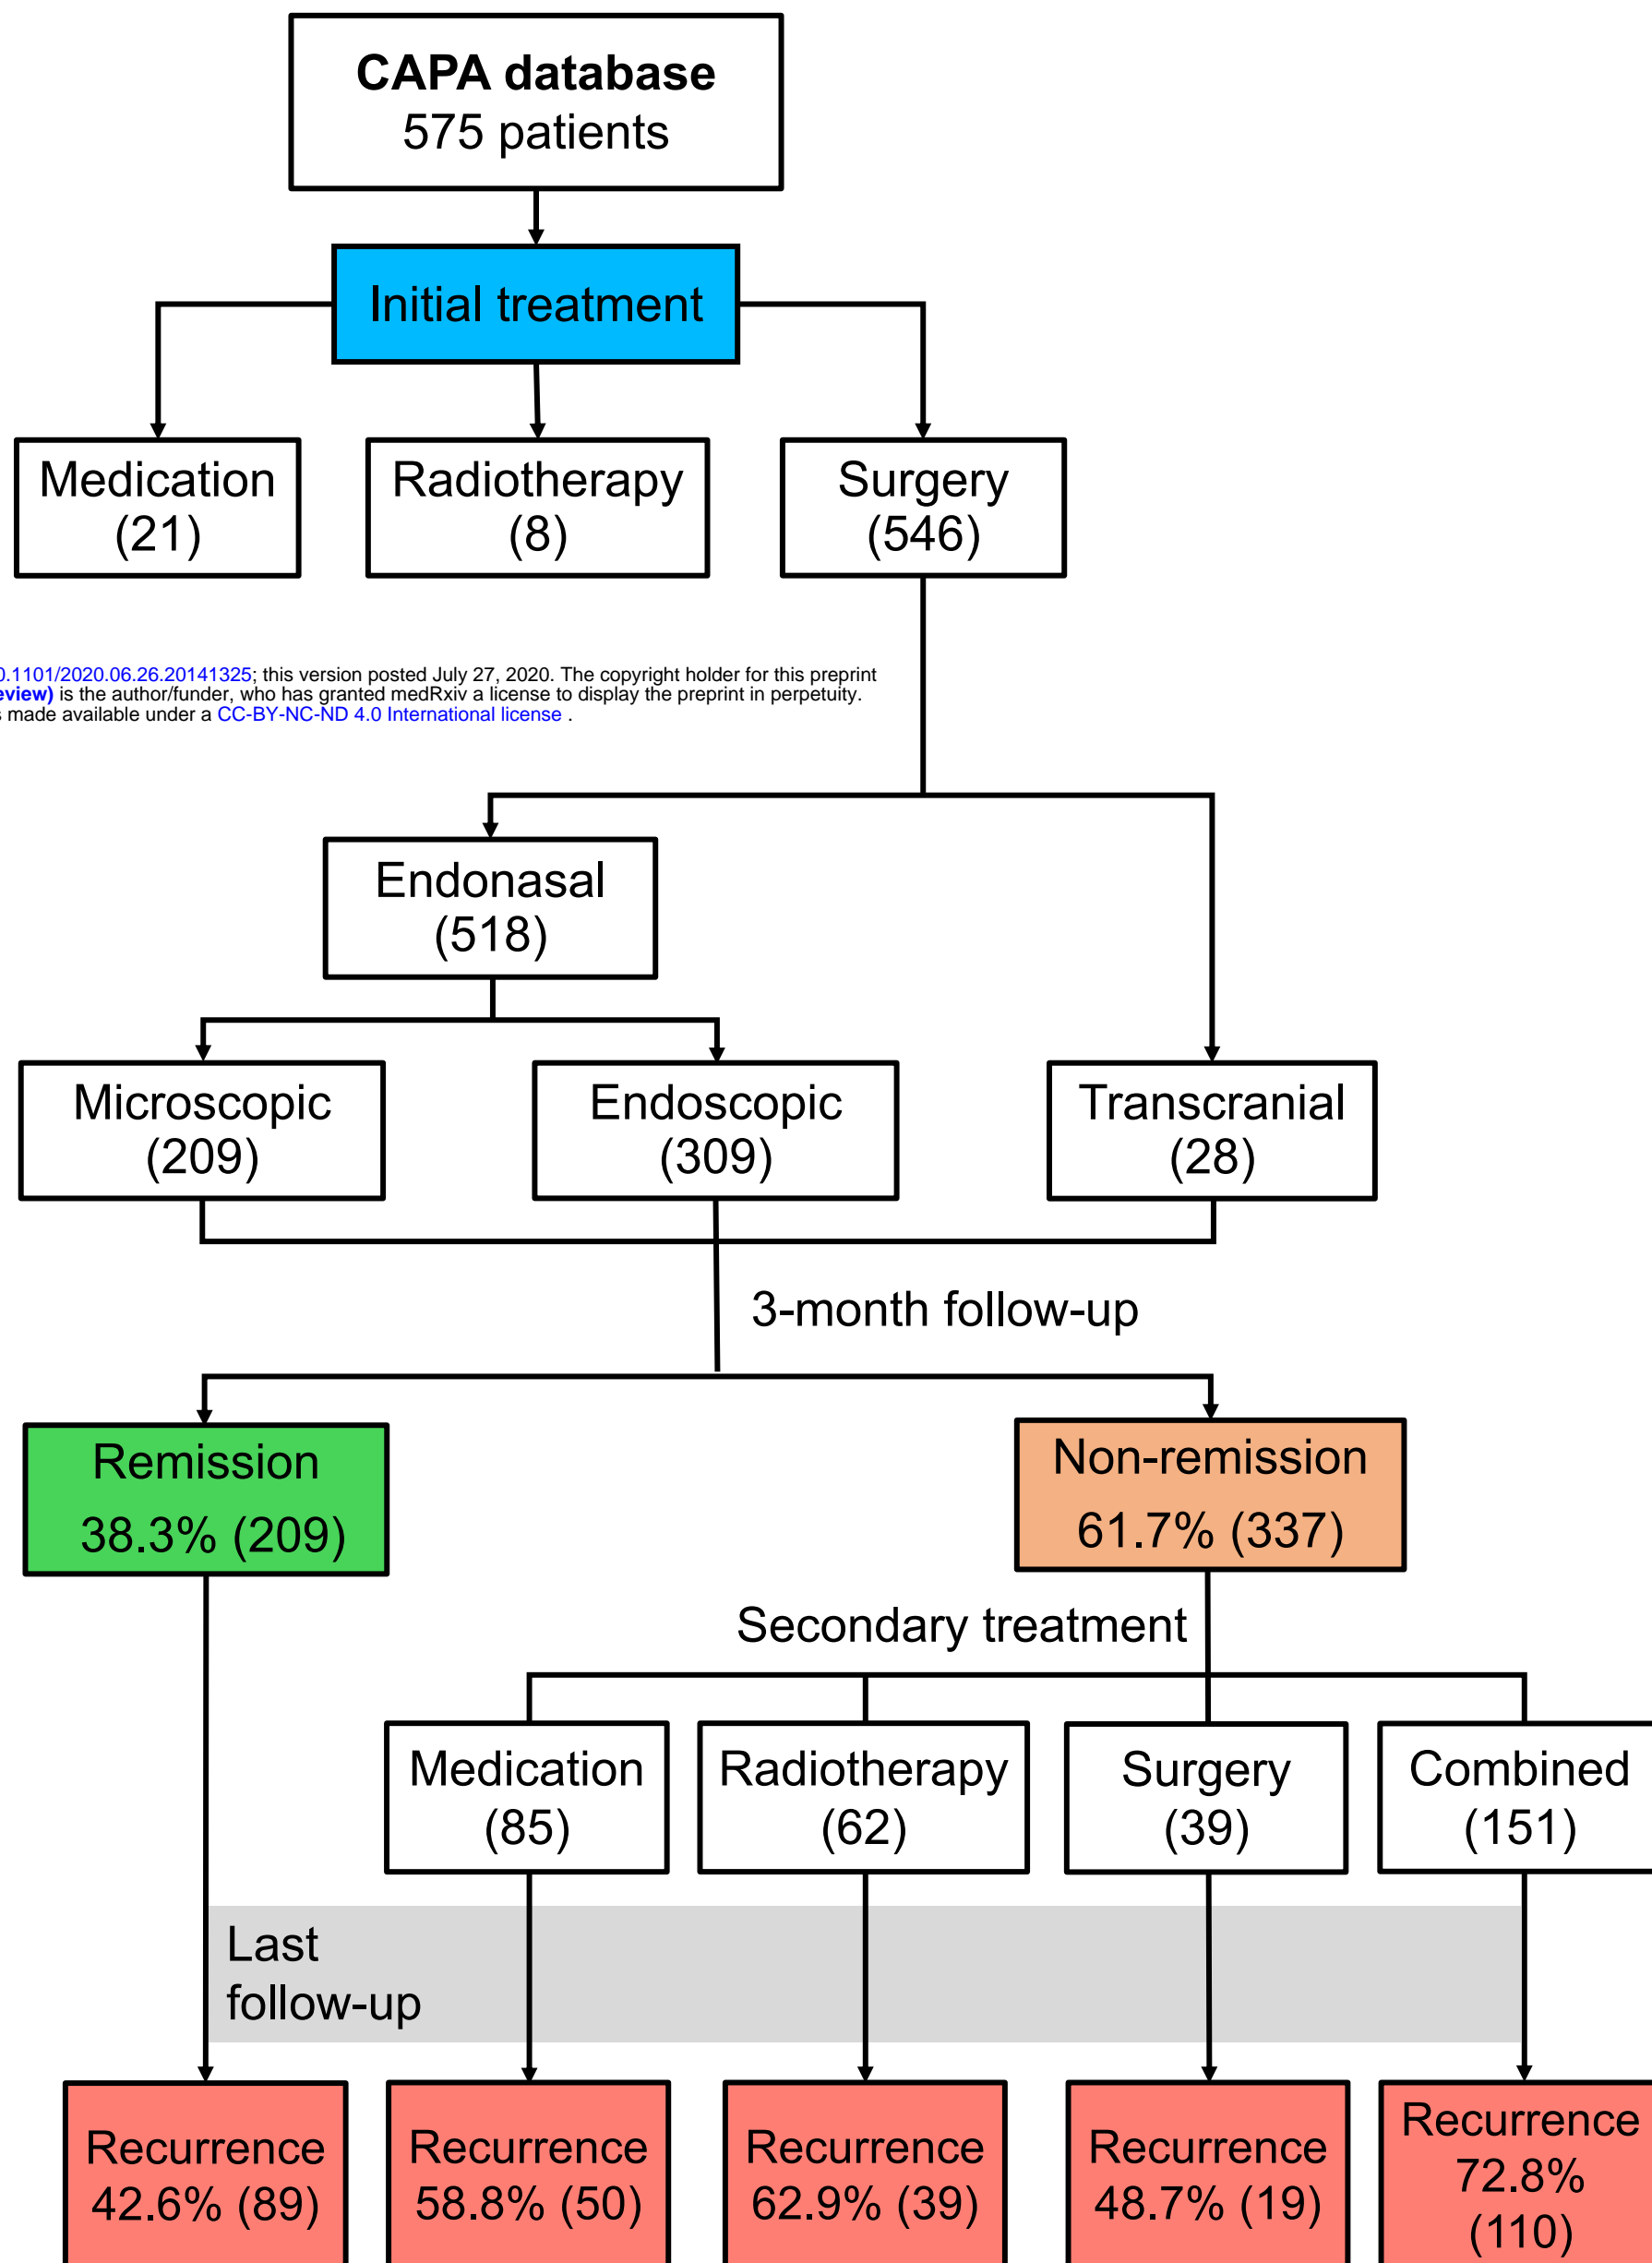 CAPA database
575 patients
Initial treatment
Medication
(21)
Radiotherapy
(8)
Surgery
(546)
0.1101/2020.06.26.20141325; this version posted July 27, 2020. The copyright holder for this preprint
eview) is the author/funder, who has granted medRxiv a license to display the preprint in perpetuity.
s made available under a CC-BY-NC-ND 4.0 International license .
Endonasal
(518)
Microscopic
(209)
Endoscopic
(309)
Transcranial
(28)
3-month follow-up
Remission
38.3% (209)
Non-remission
61.7% (337)
Secondary treatment
Medication
(85)
Radiotherapy
(62)
Surgery
(39)
Combined
(151)
Last
follow-up
Recurrence
42.6% (89)
Recurrence
58.8% (50)
Recurrence
62.9% (39)
Recurrence
48.7% (19)
Recurrence
72.8%
(110)